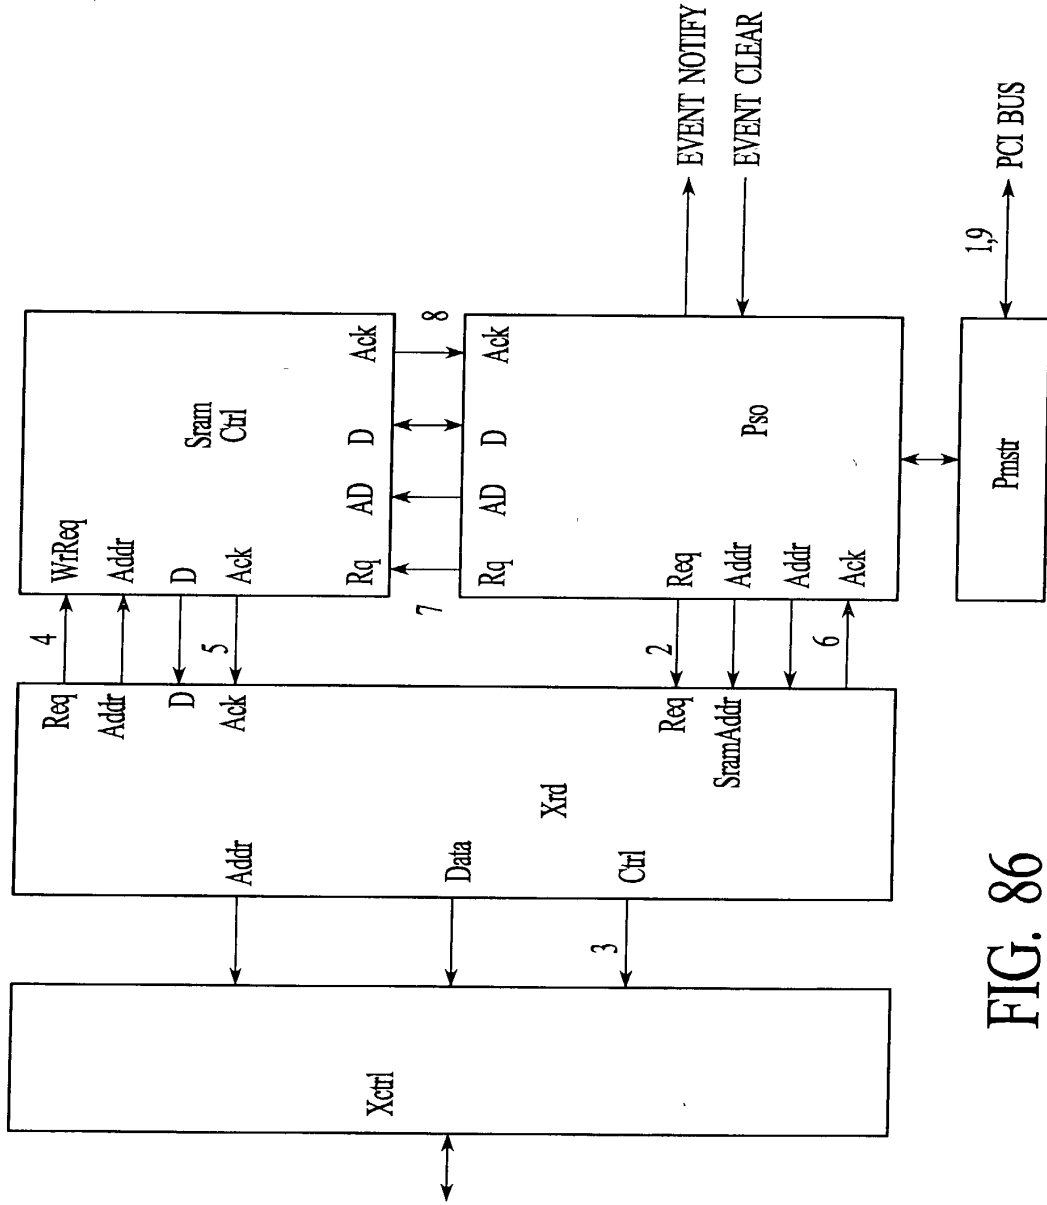 EVENT NOTIFY
EVENT CLEAR
PCI BUS
1,9
Ack
8
Ack
Sram
Ctrl
D
D
Pso
Pmstr
WrReq
Addr
D
Ack
AD
AD
Rq
Rq
Req
Addr
Addr
Ack
4
5
7
2
6
Req
Addr
D
Ack
Req
SramAddr
Xrd
Addr
Data
Ctrl
3
Xctrl
FIG. 86